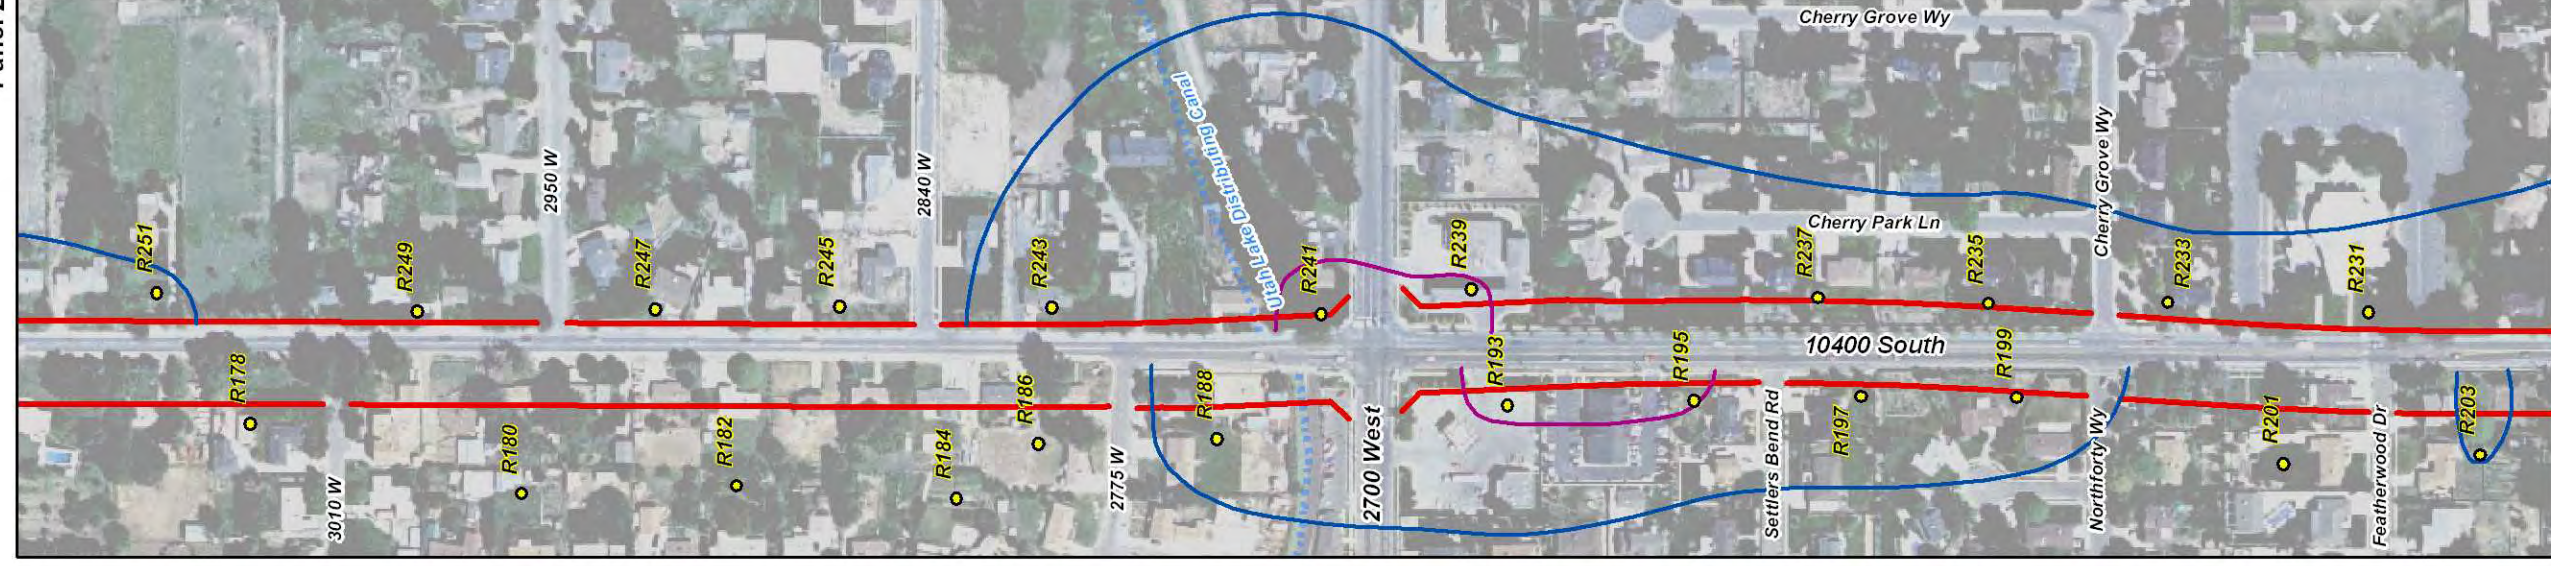 Cherry Grove Wy
Utah Lake Distributing Canal
2950 W
2840 W
Cherry Grove Wy
Cherry Park Ln
R251
R249
R247
R245
R243
R241
R239
R237
R235
R233
R231
10400 South
R178
R180
R182
R184
R186
R188
R193
R195
R197
R199
R201
R203
3010 W
2775 W
2700 West
Settlers Bend Rd
Northforty Wy
Featherwood Dr